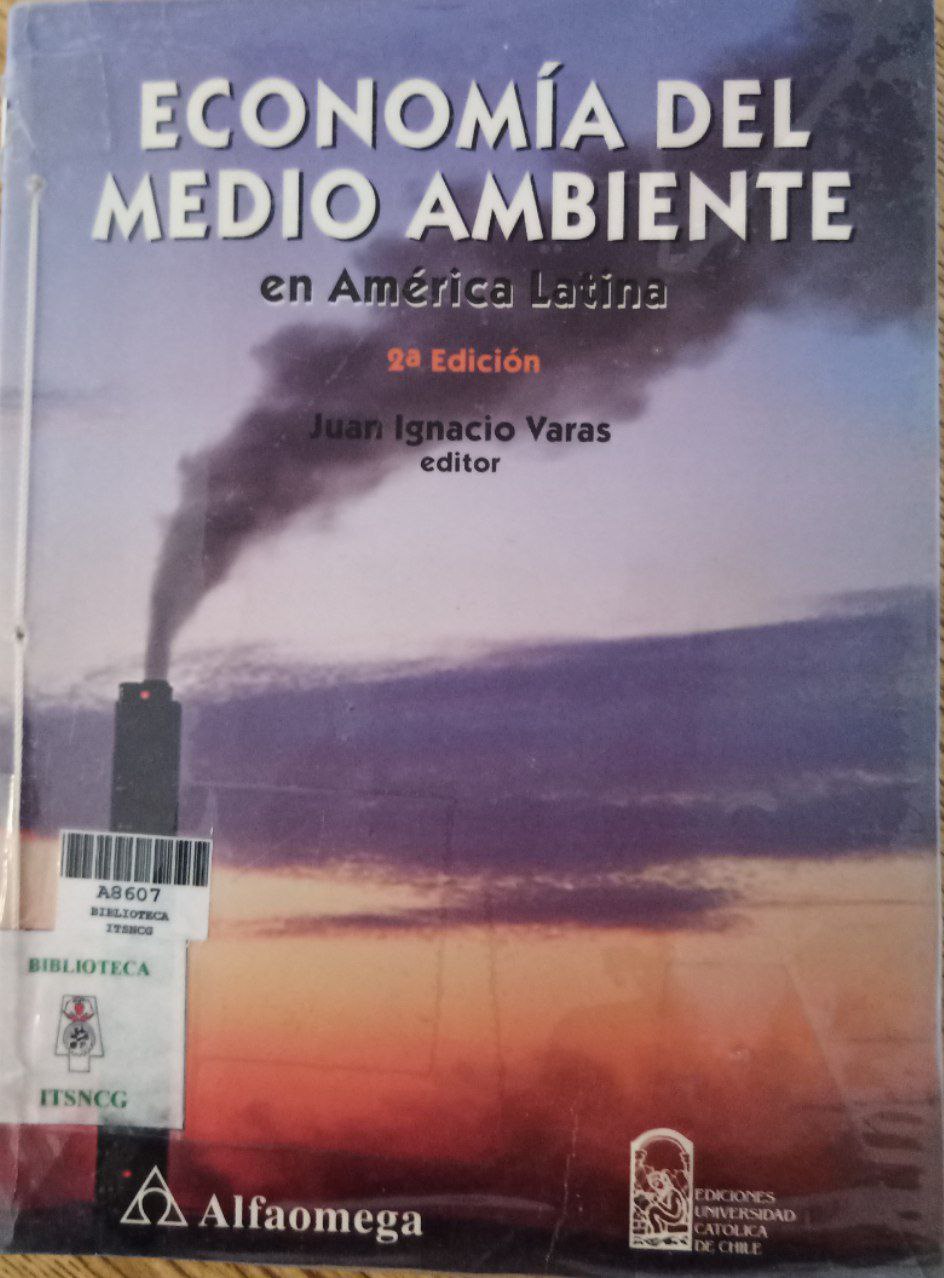 ECONOMÍA DEL
MEDIO AMBIENTE
en América Latina
2ª Edición
Juan Ignacio Varas
editor
A8607
BIBLIOTECA
ITSNCG
BIBLIOTECA
ITSNCG
Alfaomega
EDICIONES
UNIVERSIDAD
CATOLICA
DE CHILE